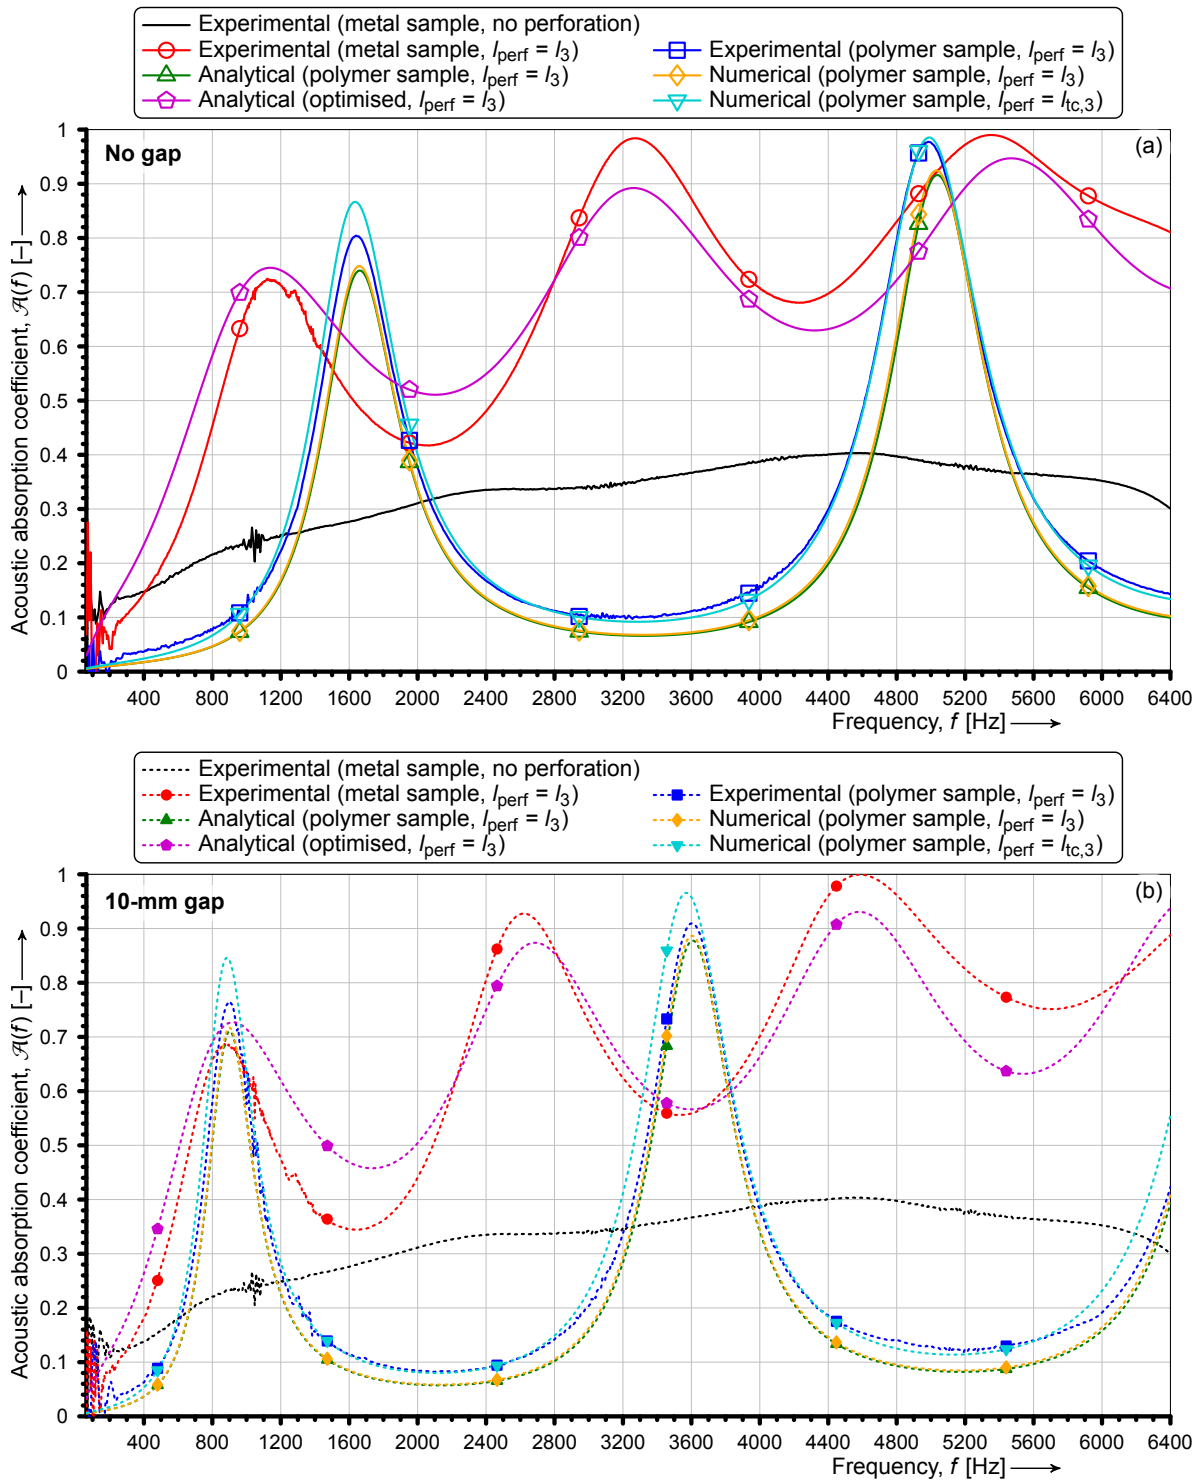 Experimental (metal sample, no perforation)
Experimental (metal sample, lperf = l3)
Experimental (polymer sample, lperf = l3)
Analytical (polymer sample, lperf = l3)
Numerical (polymer sample, lperf = l3)
Analytical (optimised, lperf = l3)
Numerical (polymer sample, lperf = ltc,3)
No gap
(a)
Acoustic absorption coefficient, 𝒜(f) [–]
1
0.9
0.8
0.7
0.6
0.5
0.4
0.3
0.2
0.1
0
400 800 1200 1600 2000 2400 2800 3200 3600 4000 4400 4800 5200 5600 6000 6400
Frequency, f [Hz]
Experimental (metal sample, no perforation)
Experimental (metal sample, lperf = l3)
Experimental (polymer sample, lperf = l3)
Analytical (polymer sample, lperf = l3)
Numerical (polymer sample, lperf = l3)
Analytical (optimised, lperf = l3)
Numerical (polymer sample, lperf = ltc,3)
10-mm gap
(b)
Acoustic absorption coefficient, 𝒜(f) [–]
1
0.9
0.8
0.7
0.6
0.5
0.4
0.3
0.2
0.1
0
400 800 1200 1600 2000 2400 2800 3200 3600 4000 4400 4800 5200 5600 6000 6400
Frequency, f [Hz]